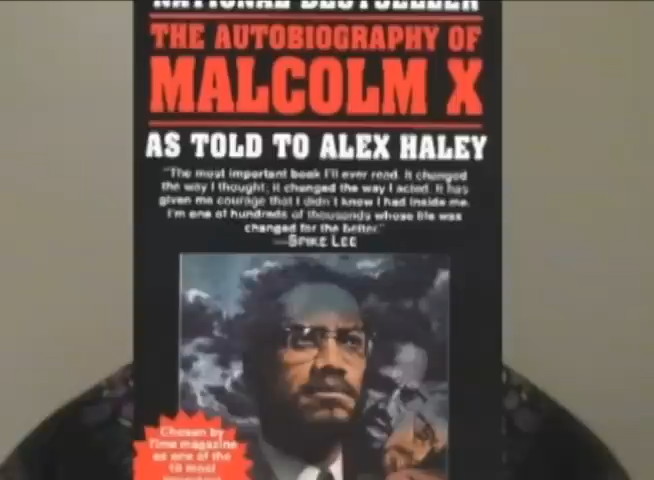 NATIONAL BESTSELLER
THE AUTOBIOGRAPHY OF
MALCOLM X
AS TOLD TO ALEX HALEY
"The most important book I'll ever read. It changed
the way I thought; it changed the way I acted. It has
given me courage that I didn't know I had inside me.
I'm one of hundreds of thousands whose life was
changed for the better."
—SPIKE LEE
Chosen by
Time magazine
as one of the
10 most
important